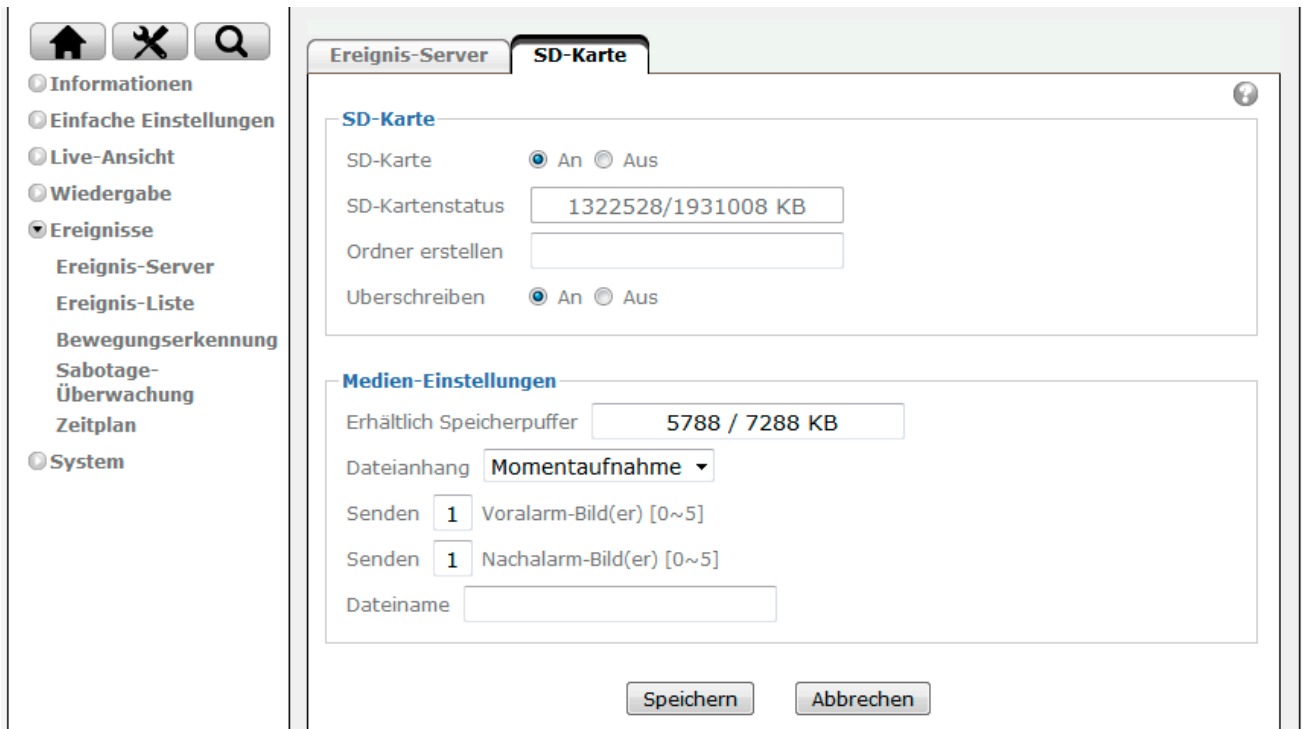 Informationen
Einfache Einstellungen
Live-Ansicht
Wiedergabe
Ereignisse
Ereignis-Server
Ereignis-Liste
Bewegungserkennung
Sabotage-
Überwachung
Zeitplan
System
Ereignis-Server SD-Karte
SD-Karte
SD-Karte An Aus
SD-Kartenstatus 1322528/1931008 KB
Ordner erstellen
Uberschreiben An Aus
Medien-Einstellungen
Erhältlich Speicherpuffer 5788 / 7288 KB
Dateianhang Momentaufnahme
Senden 1 Voralarm-Bild(er) [0~5]
Senden 1 Nachalarm-Bild(er) [0~5]
Dateiname
Speichern Abbrechen